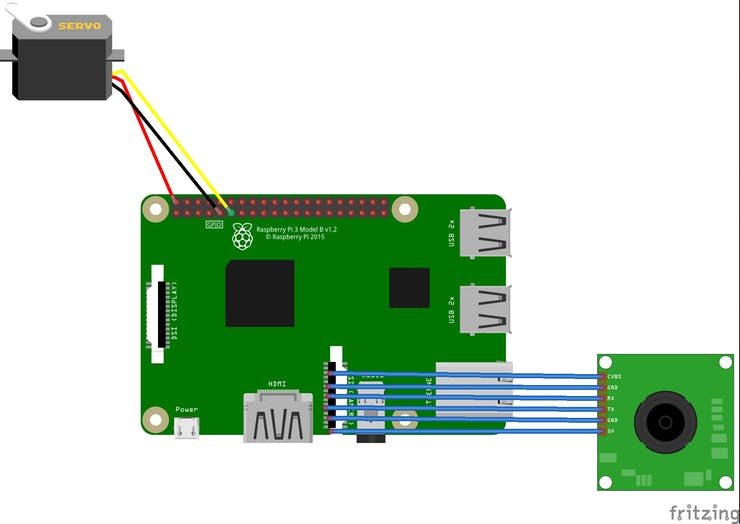 SERVO
GPIO
Raspberry Pi 3 Model B v1.2
© Raspberry Pi 2015
USB 2x
USB 2x
DSI (DISPLAY)
HDMI
Power
CVBS
GND
RX
TX
GND
5V
fritzing